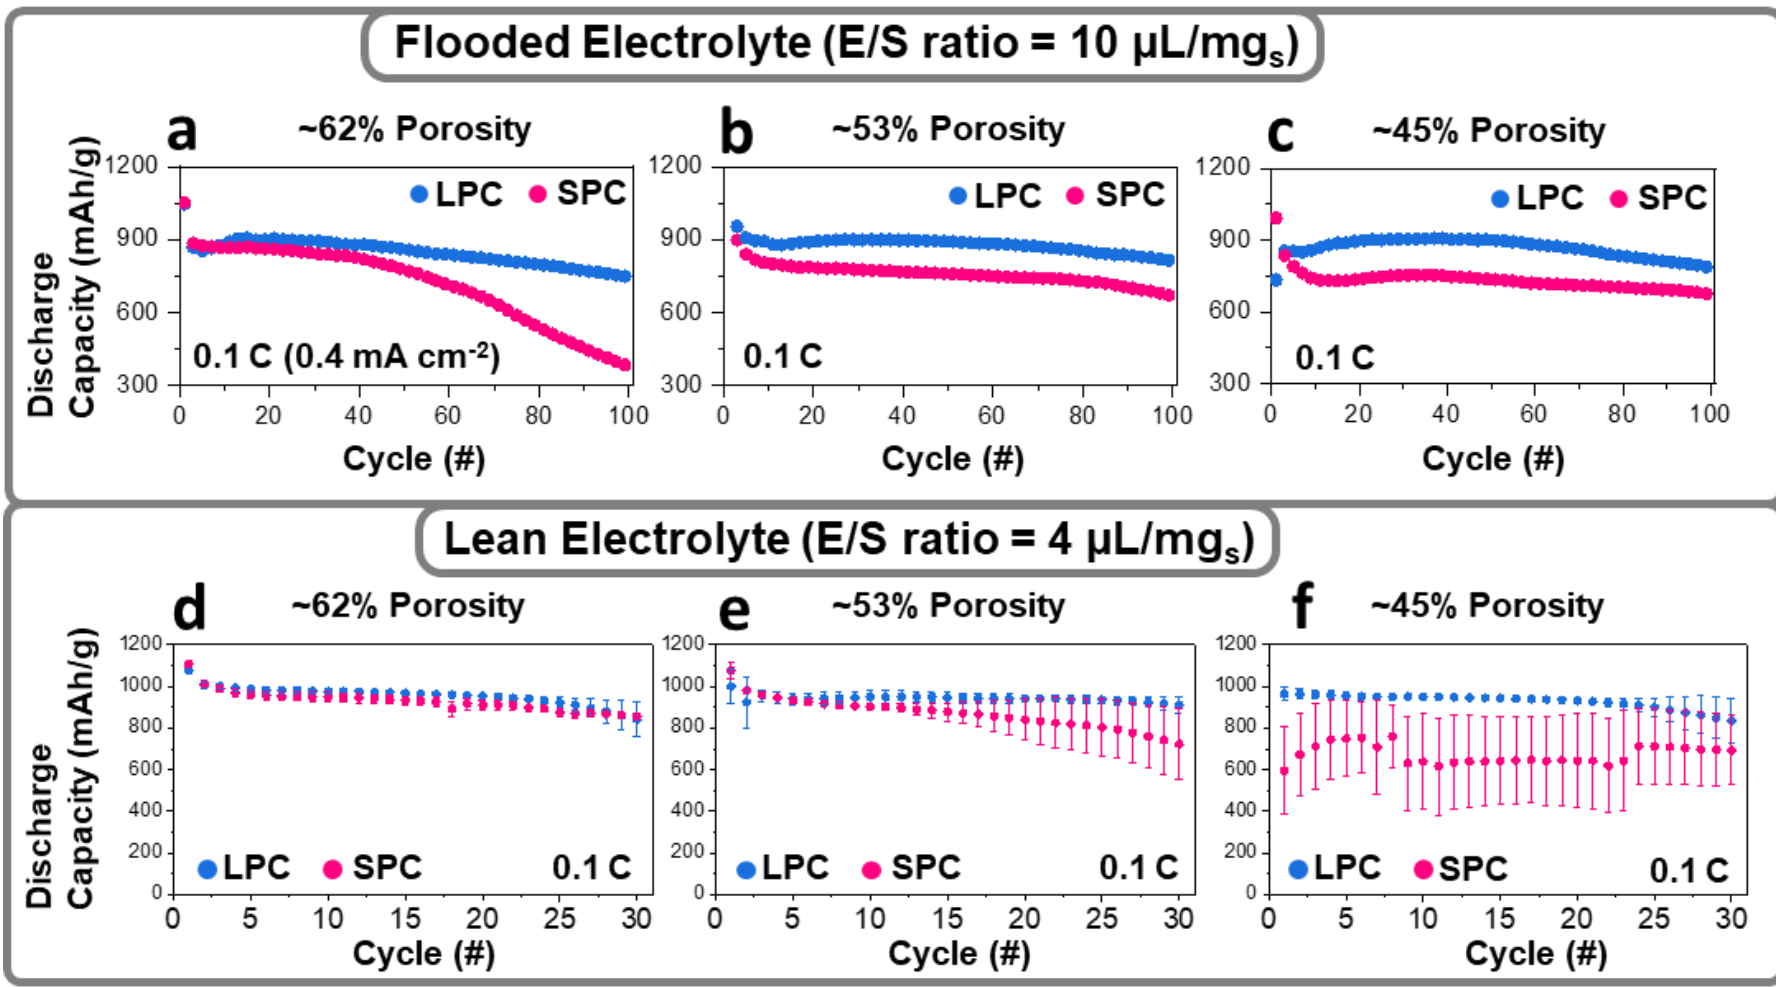 Flooded Electrolyte (E/S ratio = 10 µL/mgs)
a ~62% Porosity
b ~53% Porosity
c ~45% Porosity
Discharge
Capacity (mAh/g)
1200
900
600
300
LPC SPC
0.1 C (0.4 mA cm-2)
0 20 40 60 80 100
Cycle (#)
1200
900
600
300
LPC SPC
0.1 C
0 20 40 60 80 100
Cycle (#)
1200
900
600
300
LPC SPC
0.1 C
0 20 40 60 80 100
Cycle (#)
Lean Electrolyte (E/S ratio = 4 µL/mgs)
d ~62% Porosity
e ~53% Porosity
f ~45% Porosity
Discharge
Capacity (mAh/g)
1200
1000
800
600
400
200
0
LPC SPC 0.1 C
0 5 10 15 20 25 30
Cycle (#)
1200
1000
800
600
400
200
0
LPC SPC 0.1 C
0 5 10 15 20 25 30
Cycle (#)
1200
1000
800
600
400
200
0
LPC SPC 0.1 C
0 5 10 15 20 25 30
Cycle (#)